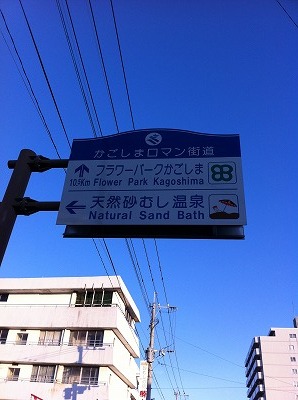 かごしまロマン街道
フラワーパークかごしま
10.9Km Flower Park Kagoshima
天然砂むし温泉
Natural Sand Bath